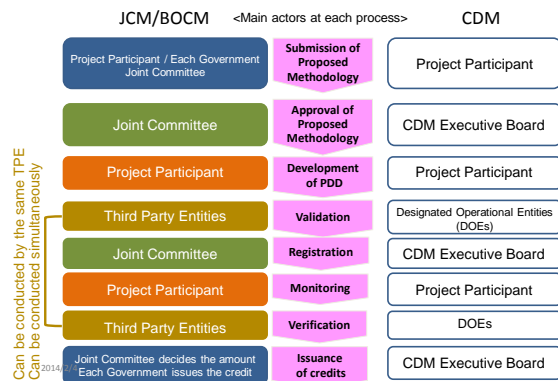 JCM/BOCM <Main actors at each process> CDM
Project Participant / Each Government
Joint Committee
Submission of
Proposed
Methodology
Project Participant
Joint Committee
Approval of
Proposed
Methodology
CDM Executive Board
Project Participant
Development
of PDD
Project Participant
Third Party Entities
Validation
Designated Operational Entities
(DOEs)
Joint Committee
Registration
CDM Executive Board
Project Participant
Monitoring
Project Participant
Third Party Entities
Verification
DOEs
Joint Committee decides the amount
Each Government issues the credit
Issuance
of credits
CDM Executive Board
Can be conducted by the same TPE
Can be conducted simultaneously